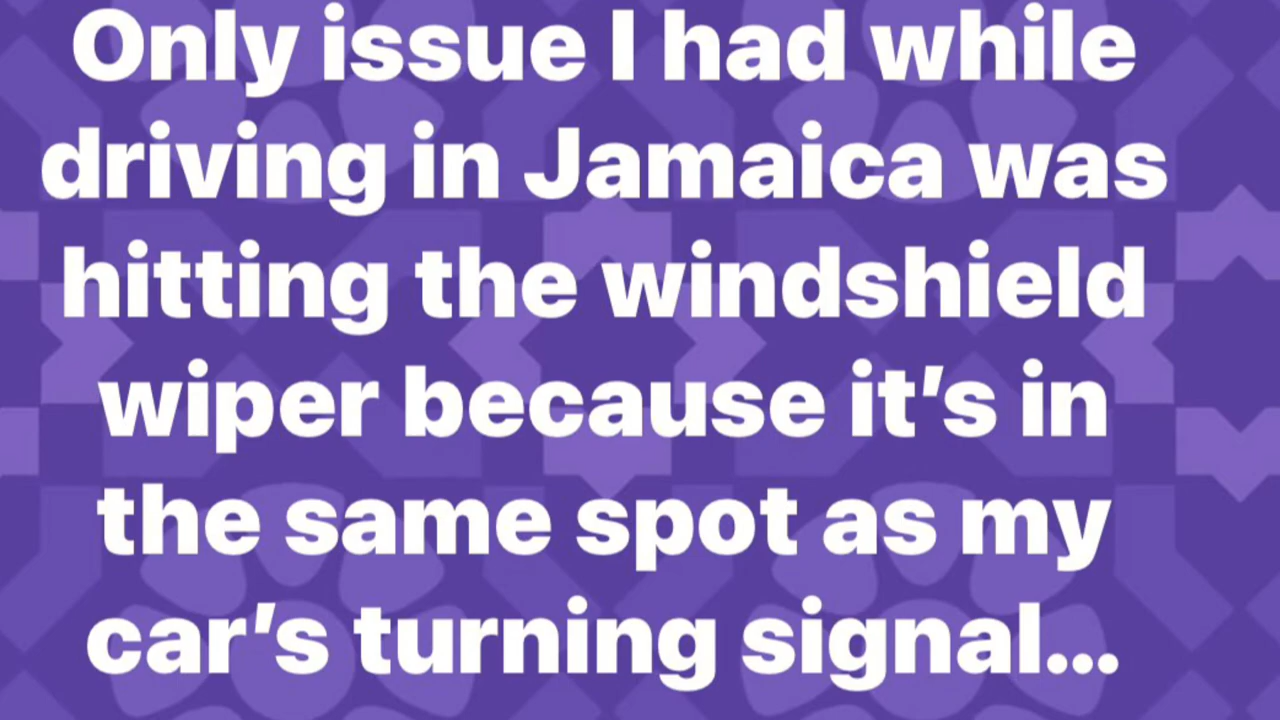 Only issue I had while
driving in Jamaica was
hitting the windshield
wiper because it’s in
the same spot as my
car’s turning signal...